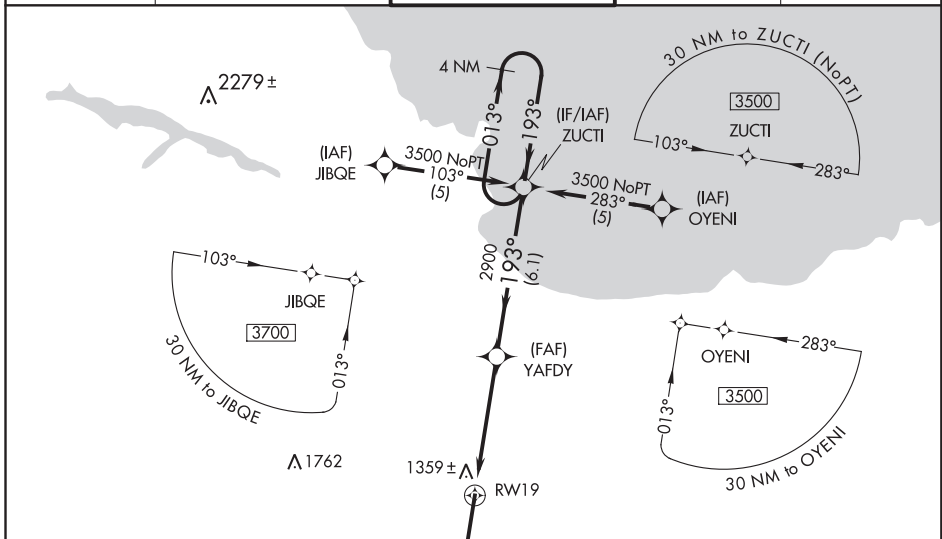 2279 ±
4 NM
013°
193°
(IF/IAF)
ZUCTI
30 NM to ZUCTI (NoPT)
3500
ZUCTI
103°
283°
(IAF)
JIBQE
3500 NoPT
103°
(5)
3500 NoPT
283°
(5)
(IAF)
OYENI
2900
193°
(6.1)
103°
JIBQE
3700
013°
30 NM to JIBQE
(FAF)
YAFDY
OYENI
283°
3500
013°
30 NM to OYENI
1762
1359 ±
RW19